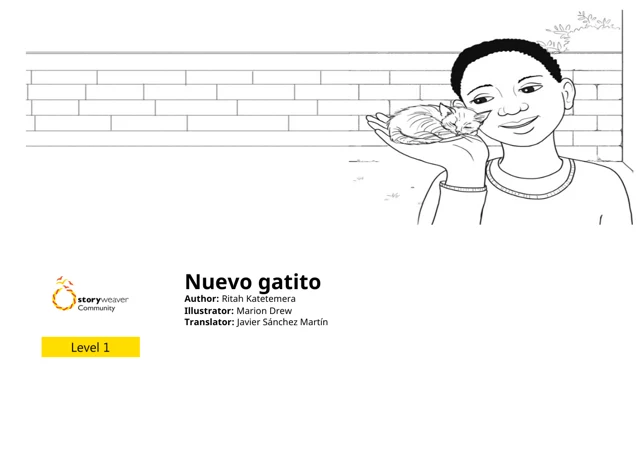 Nuevo gatito
Author: Ritah Katetemera
Illustrator: Marion Drew
Translator: Javier Sánchez Martín
storyweaver
Community
Level 1